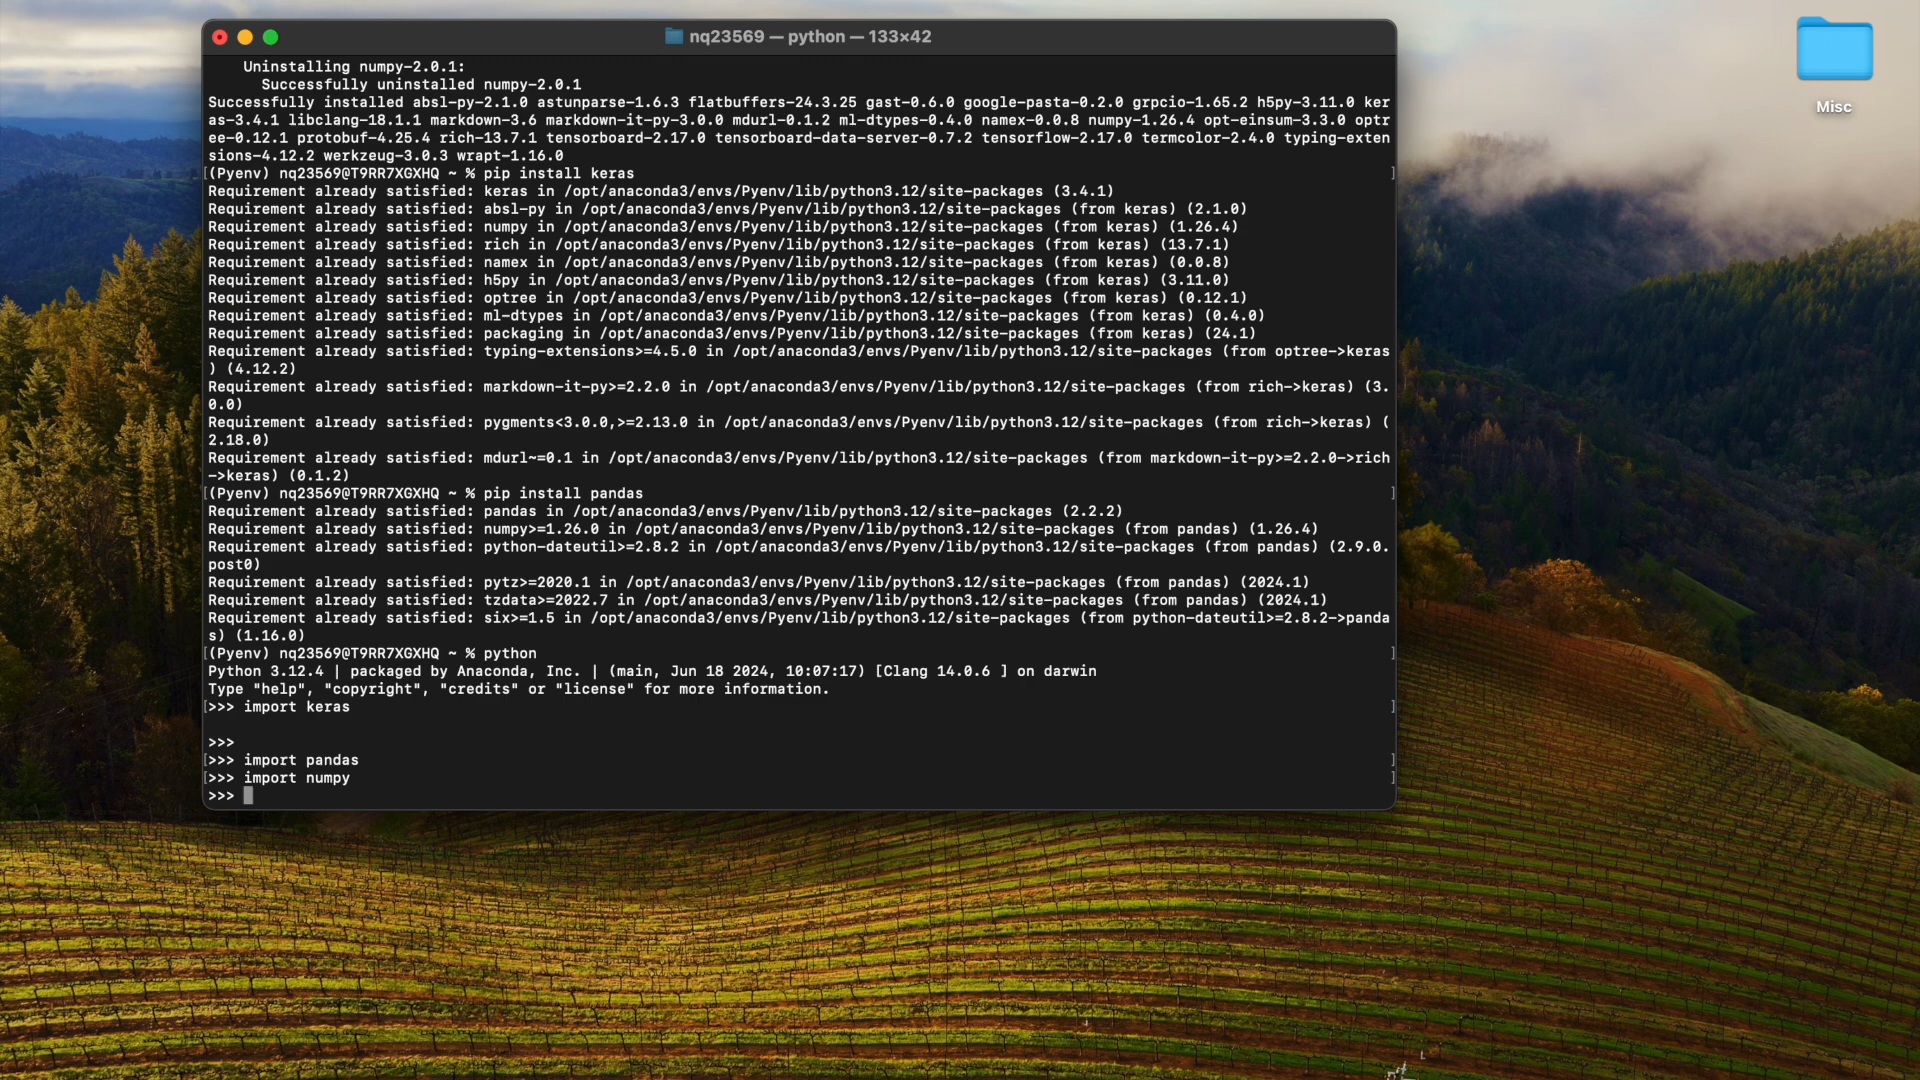 nq23569 — python — 133×42
Misc
Uninstalling numpy-2.0.1:
Successfully uninstalled numpy-2.0.1
Successfully installed absl-py-2.1.0 astunparse-1.6.3 flatbuffers-24.3.25 gast-0.6.0 google-pasta-0.2.0 grpcio-1.65.2 h5py-3.11.0 ker
as-3.4.1 libclang-18.1.1 markdown-3.6 markdown-it-py-3.0.0 mdurl-0.1.2 ml-dtypes-0.4.0 namex-0.0.8 numpy-1.26.4 opt-einsum-3.3.0 optr
ee-0.12.1 protobuf-4.25.4 rich-13.7.1 tensorboard-2.17.0 tensorboard-data-server-0.7.2 tensorflow-2.17.0 termcolor-2.4.0 typing-exten
sions-4.12.2 werkzeug-3.0.3 wrapt-1.16.0
[(Pyenv) nq23569@T9RR7XGXHQ ~ % pip install keras ]
Requirement already satisfied: keras in /opt/anaconda3/envs/Pyenv/lib/python3.12/site-packages (3.4.1)
Requirement already satisfied: absl-py in /opt/anaconda3/envs/Pyenv/lib/python3.12/site-packages (from keras) (2.1.0)
Requirement already satisfied: numpy in /opt/anaconda3/envs/Pyenv/lib/python3.12/site-packages (from keras) (1.26.4)
Requirement already satisfied: rich in /opt/anaconda3/envs/Pyenv/lib/python3.12/site-packages (from keras) (13.7.1)
Requirement already satisfied: namex in /opt/anaconda3/envs/Pyenv/lib/python3.12/site-packages (from keras) (0.0.8)
Requirement already satisfied: h5py in /opt/anaconda3/envs/Pyenv/lib/python3.12/site-packages (from keras) (3.11.0)
Requirement already satisfied: optree in /opt/anaconda3/envs/Pyenv/lib/python3.12/site-packages (from keras) (0.12.1)
Requirement already satisfied: ml-dtypes in /opt/anaconda3/envs/Pyenv/lib/python3.12/site-packages (from keras) (0.4.0)
Requirement already satisfied: packaging in /opt/anaconda3/envs/Pyenv/lib/python3.12/site-packages (from keras) (24.1)
Requirement already satisfied: typing-extensions>=4.5.0 in /opt/anaconda3/envs/Pyenv/lib/python3.12/site-packages (from optree->keras
) (4.12.2)
Requirement already satisfied: markdown-it-py>=2.2.0 in /opt/anaconda3/envs/Pyenv/lib/python3.12/site-packages (from rich->keras) (3.
0.0)
Requirement already satisfied: pygments<3.0.0,>=2.13.0 in /opt/anaconda3/envs/Pyenv/lib/python3.12/site-packages (from rich->keras) (
2.18.0)
Requirement already satisfied: mdurl~=0.1 in /opt/anaconda3/envs/Pyenv/lib/python3.12/site-packages (from markdown-it-py>=2.2.0->rich
->keras) (0.1.2)
[(Pyenv) nq23569@T9RR7XGXHQ ~ % pip install pandas ]
Requirement already satisfied: pandas in /opt/anaconda3/envs/Pyenv/lib/python3.12/site-packages (2.2.2)
Requirement already satisfied: numpy>=1.26.0 in /opt/anaconda3/envs/Pyenv/lib/python3.12/site-packages (from pandas) (1.26.4)
Requirement already satisfied: python-dateutil>=2.8.2 in /opt/anaconda3/envs/Pyenv/lib/python3.12/site-packages (from pandas) (2.9.0.
post0)
Requirement already satisfied: pytz>=2020.1 in /opt/anaconda3/envs/Pyenv/lib/python3.12/site-packages (from pandas) (2024.1)
Requirement already satisfied: tzdata>=2022.7 in /opt/anaconda3/envs/Pyenv/lib/python3.12/site-packages (from pandas) (2024.1)
Requirement already satisfied: six>=1.5 in /opt/anaconda3/envs/Pyenv/lib/python3.12/site-packages (from python-dateutil>=2.8.2->panda
s) (1.16.0)
[(Pyenv) nq23569@T9RR7XGXHQ ~ % python ]
Python 3.12.4 | packaged by Anaconda, Inc. | (main, Jun 18 2024, 10:07:17) [Clang 14.0.6 ] on darwin
Type "help", "copyright", "credits" or "license" for more information.
[>>> import keras ]
>>>
[>>> import pandas ]
[>>> import numpy ]
>>>